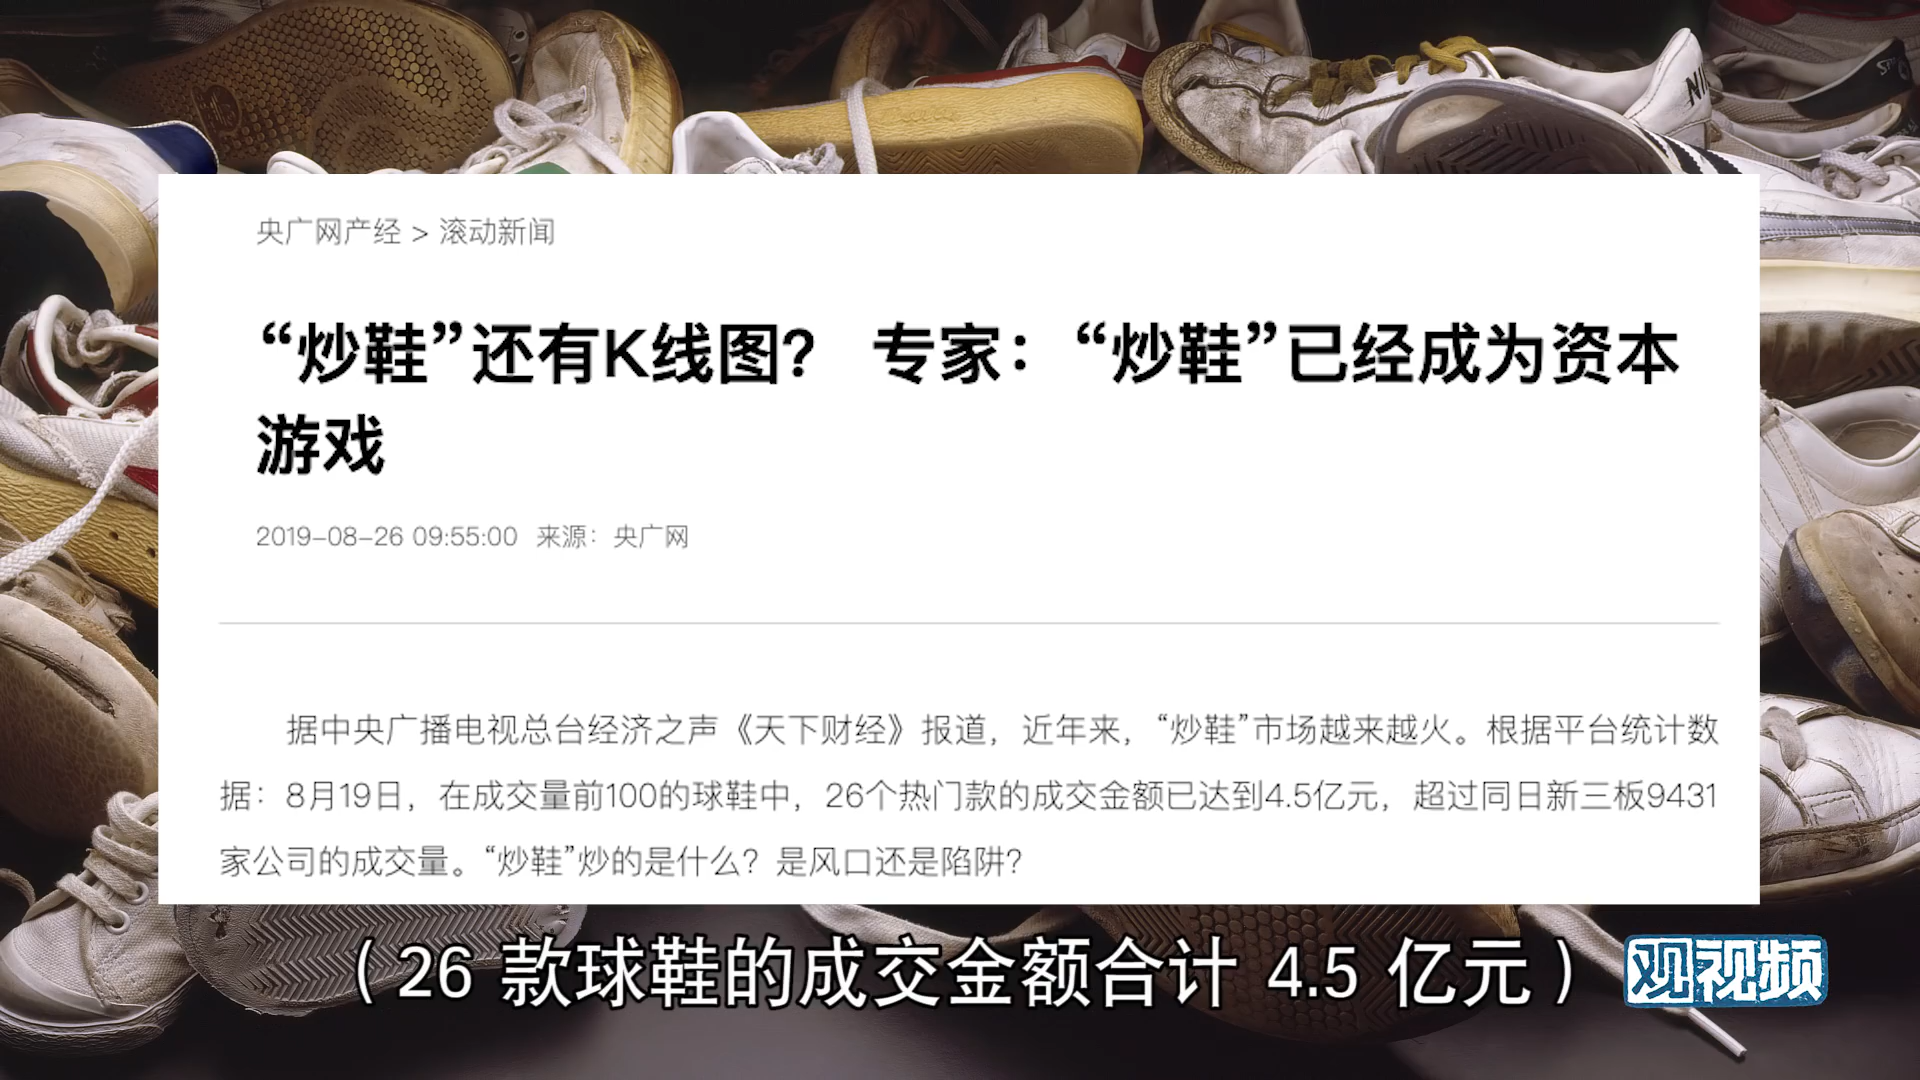 央广网产经 > 滚动新闻
“炒鞋”还有K线图？ 专家：“炒鞋”已经成为资本
游戏
2019-08-26 09:55:00 来源：央广网
据中央广播电视总台经济之声《天下财经》报道，近年来，“炒鞋”市场越来越火。根据平台统计数
据：8月19日，在成交量前100的球鞋中，26个热门款的成交金额已达到4.5亿元，超过同日新三板9431
家公司的成交量。“炒鞋”炒的是什么？是风口还是陷阱？
（26 款球鞋的成交金额合计 4.5 亿元）
观视频